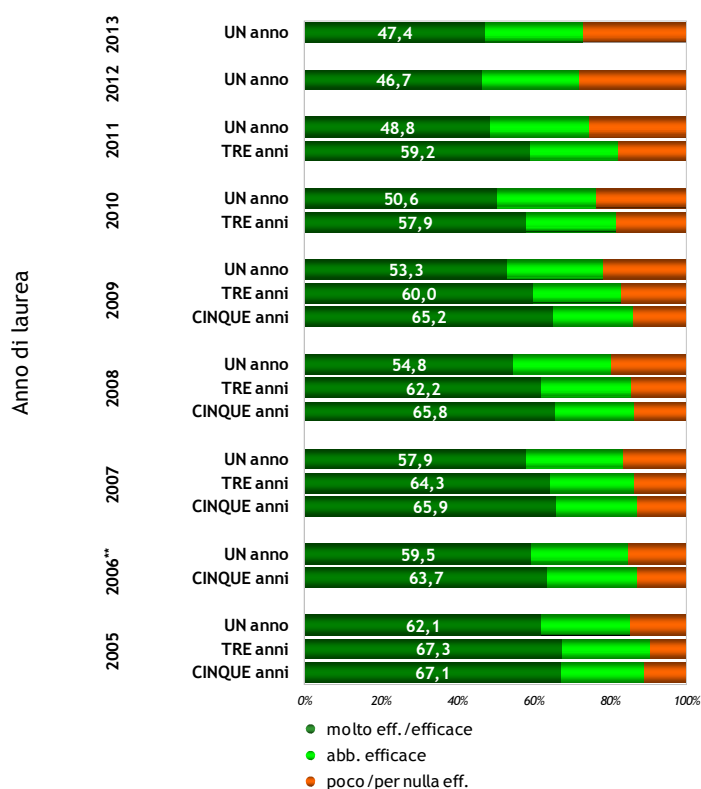 Anno di laurea
2013
UN anno 47,4
2012
UN anno 46,7
2011
UN anno 48,8
TRE anni 59,2
2010
UN anno 50,6
TRE anni 57,9
2009
UN anno 53,3
TRE anni 60,0
CINQUE anni 65,2
2008
UN anno 54,8
TRE anni 62,2
CINQUE anni 65,8
2007
UN anno 57,9
TRE anni 64,3
CINQUE anni 65,9
2006**
UN anno 59,5
CINQUE anni 63,7
2005
UN anno 62,1
TRE anni 67,3
CINQUE anni 67,1
0% 20% 40% 60% 80% 100%
molto eff./efficace
abb. efficace
poco/per nulla eff.